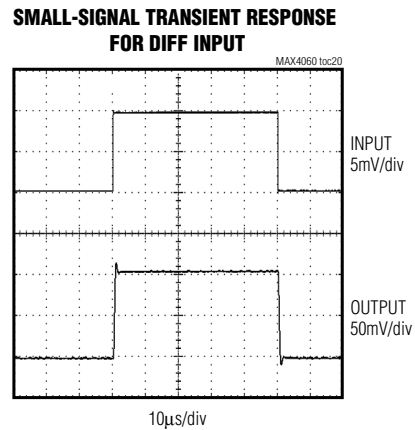 SMALL-SIGNAL TRANSIENT RESPONSE
FOR DIFF INPUT
MAX4060 toc20
INPUT
5mV/div
OUTPUT
50mV/div
10μs/div